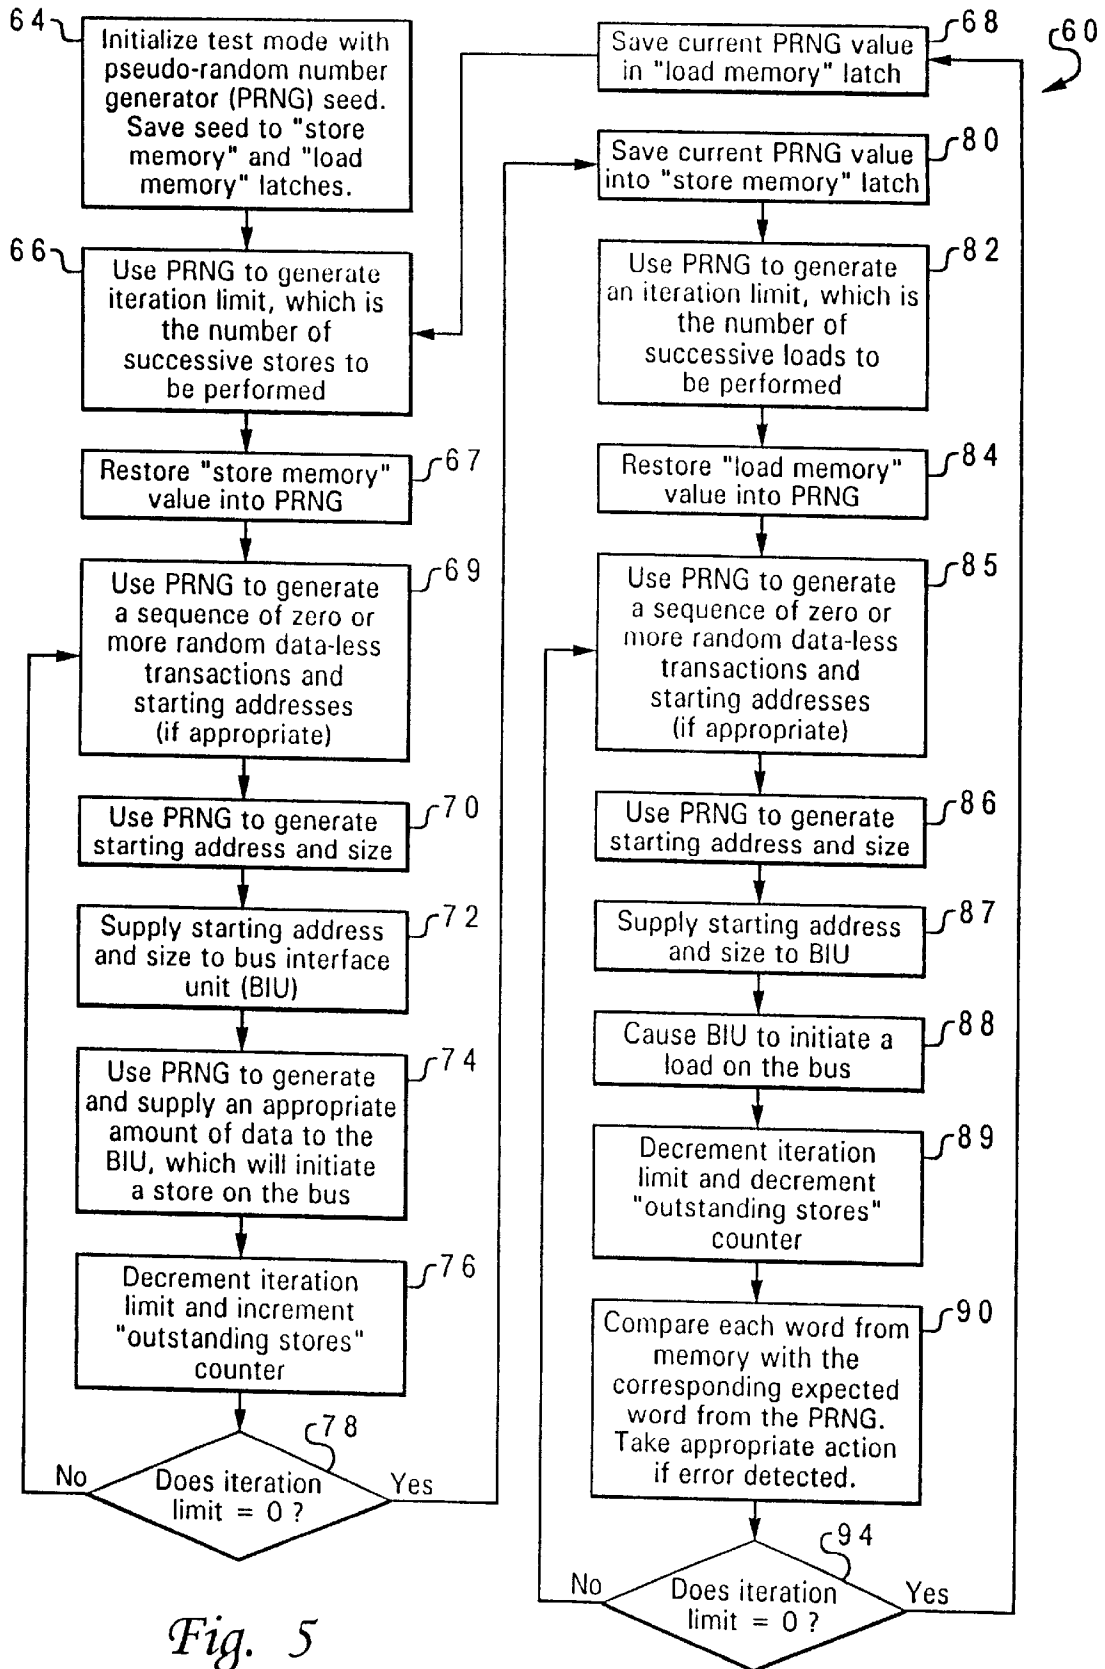 64
Initialize test mode with
pseudo-random number
generator (PRNG) seed.
Save seed to "store
memory" and "load
memory" latches.
66
Use PRNG to generate
iteration limit, which is
the number of
successive stores to
be performed
67
Restore "store memory"
value into PRNG
69
Use PRNG to generate
a sequence of zero or
more random data-less
transactions and
starting addresses
(if appropriate)
70
Use PRNG to generate
starting address and size
72
Supply starting address
and size to bus interface
unit (BIU)
74
Use PRNG to generate
and supply an appropriate
amount of data to the
BIU, which will initiate
a store on the bus
76
Decrement iteration
limit and increment
"outstanding stores"
counter
78
No
Does iteration
limit = 0 ?
Yes
60
68
Save current PRNG value
in "load memory" latch
80
Save current PRNG value
into "store memory" latch
82
Use PRNG to generate
an iteration limit, which is
the number of
successive loads to
be performed
84
Restore "load memory"
value into PRNG
85
Use PRNG to generate
a sequence of zero or
more random data-less
transactions and
starting addresses
(if appropriate)
86
Use PRNG to generate
starting address and size
87
Supply starting address
and size to BIU
88
Cause BIU to initiate a
load on the bus
89
Decrement iteration
limit and decrement
"outstanding stores"
counter
90
Compare each word from
memory with the
corresponding expected
word from the PRNG.
Take appropriate action
if error detected.
94
No
Does iteration
limit = 0 ?
Yes
Fig. 5